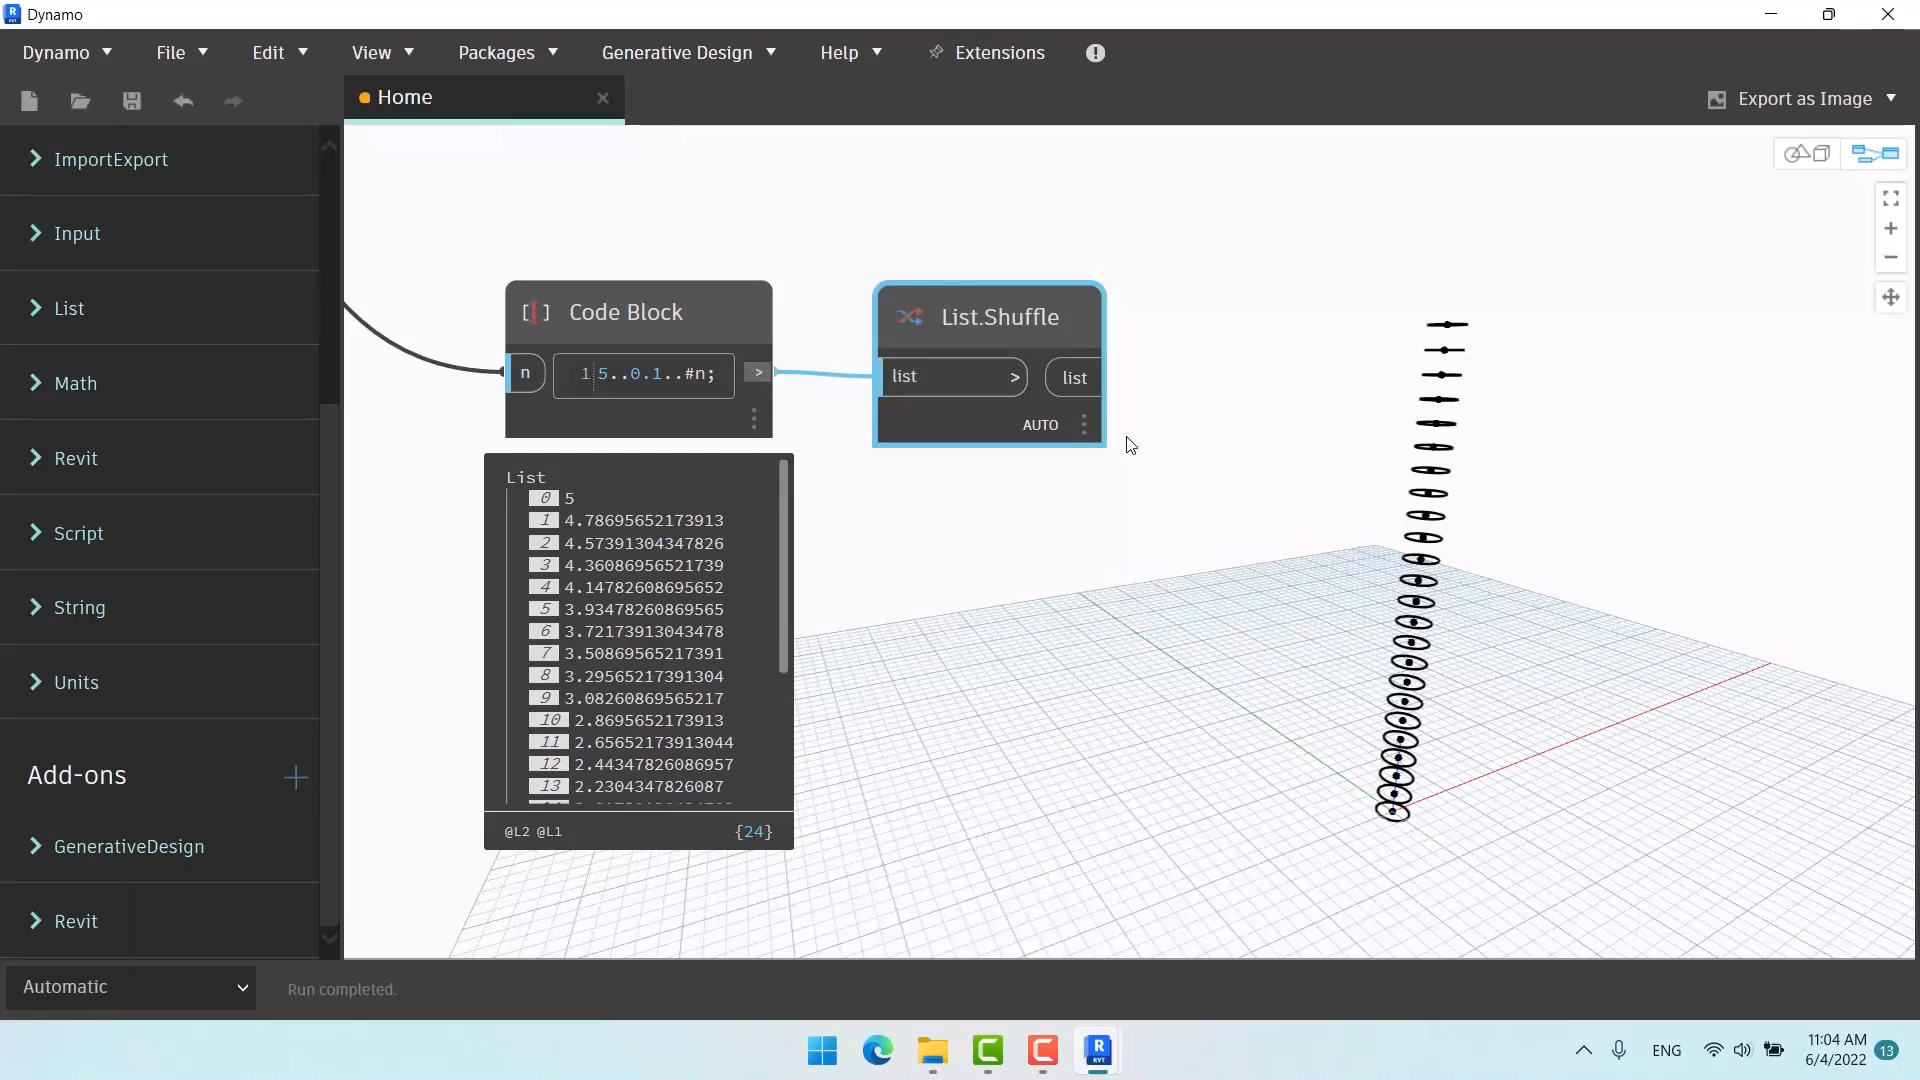 Dynamo
Dynamo File Edit View Packages Generative Design Help Extensions
Home
Export as Image
ImportExport
Input
List
Math
Revit
Script
String
Units
Add-ons
GenerativeDesign
Revit
Code Block
n
1 5..0.1..#n;
>
List.Shuffle
list >
list
AUTO
List
0 5
1 4.78695652173913
2 4.57391304347826
3 4.36086956521739
4 4.14782608695652
5 3.93478260869565
6 3.72173913043478
7 3.50869565217391
8 3.29565217391304
9 3.08260869565217
10 2.8695652173913
11 2.65652173913044
12 2.44347826086957
13 2.2304347826087
@L2 @L1 {24}
Automatic
Run completed.
R
RVT
ENG
11:04 AM
6/4/2022
13